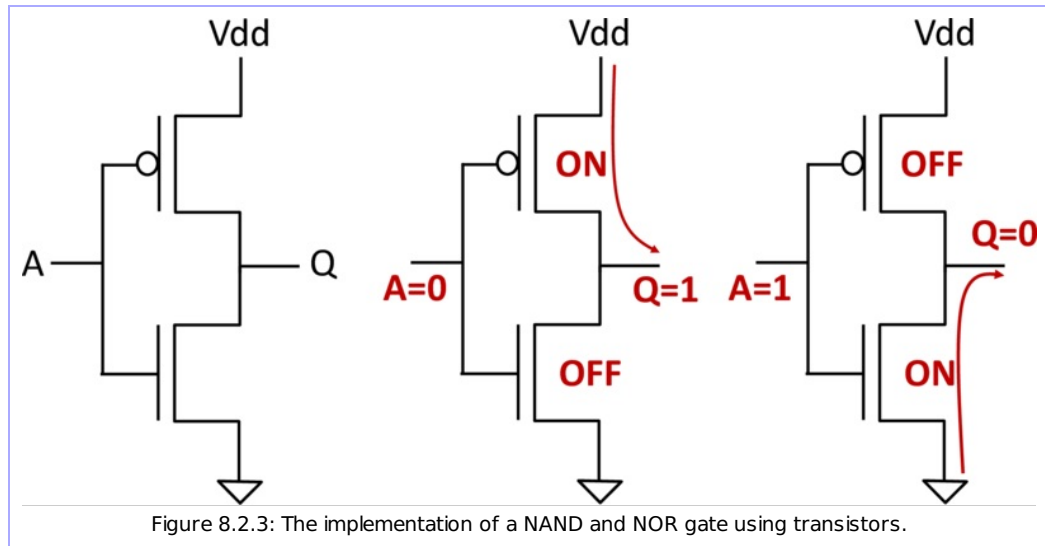 Vdd
A
Q
Vdd
ON
A=0
Q=1
OFF
Vdd
OFF
Q=0
A=1
ON
Figure 8.2.3: The implementation of a NAND and NOR gate using transistors.